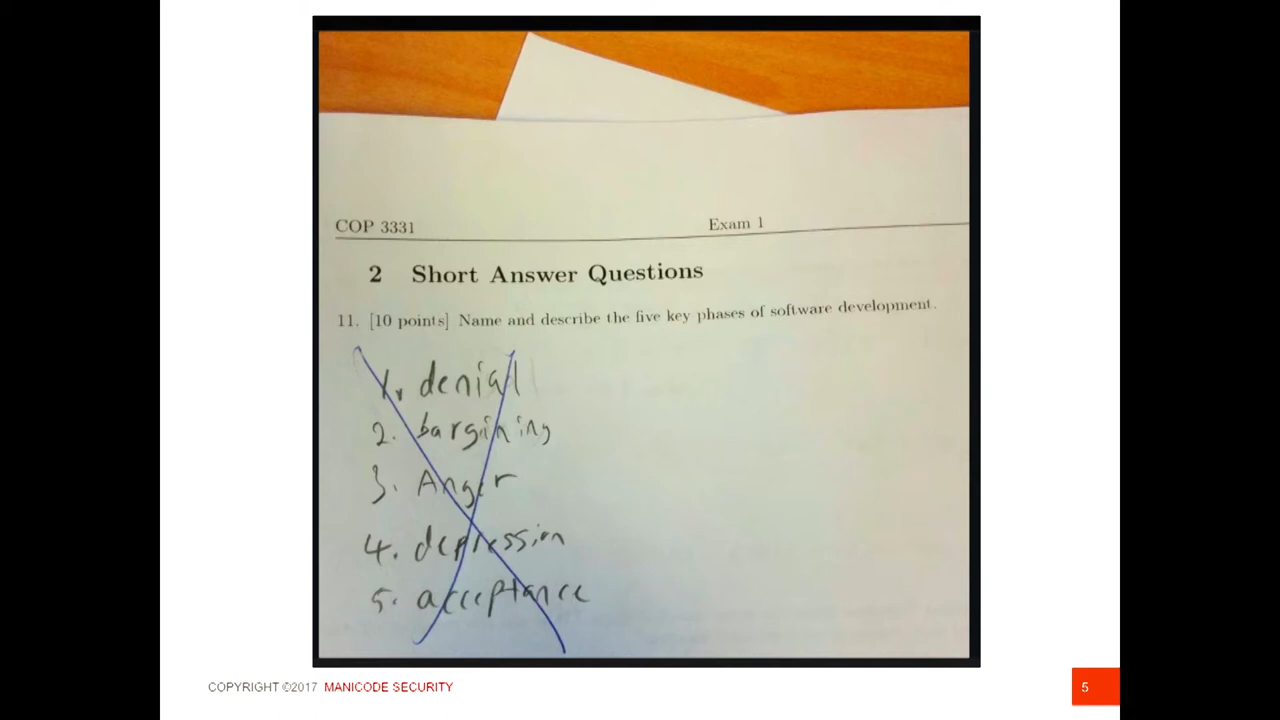 COP 3331 Exam 1
2 Short Answer Questions
11. [10 points] Name and describe the five key phases of software development.
1. denial
2. bargining
3. Anger
4. depression
5. acceptance
COPYRIGHT ©2017 MANICODE SECURITY
5